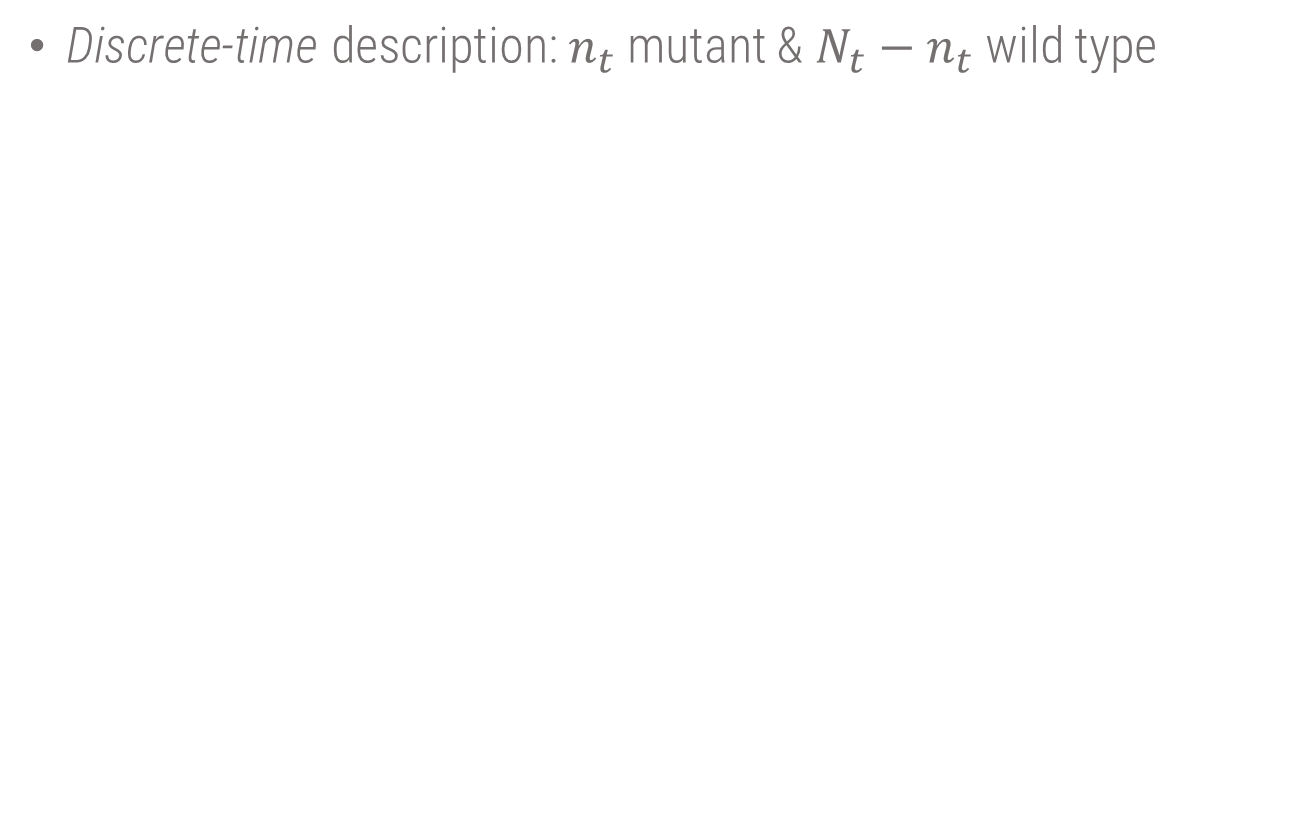 • Discrete-time description: nₜ mutant & Nₜ − nₜ wild type